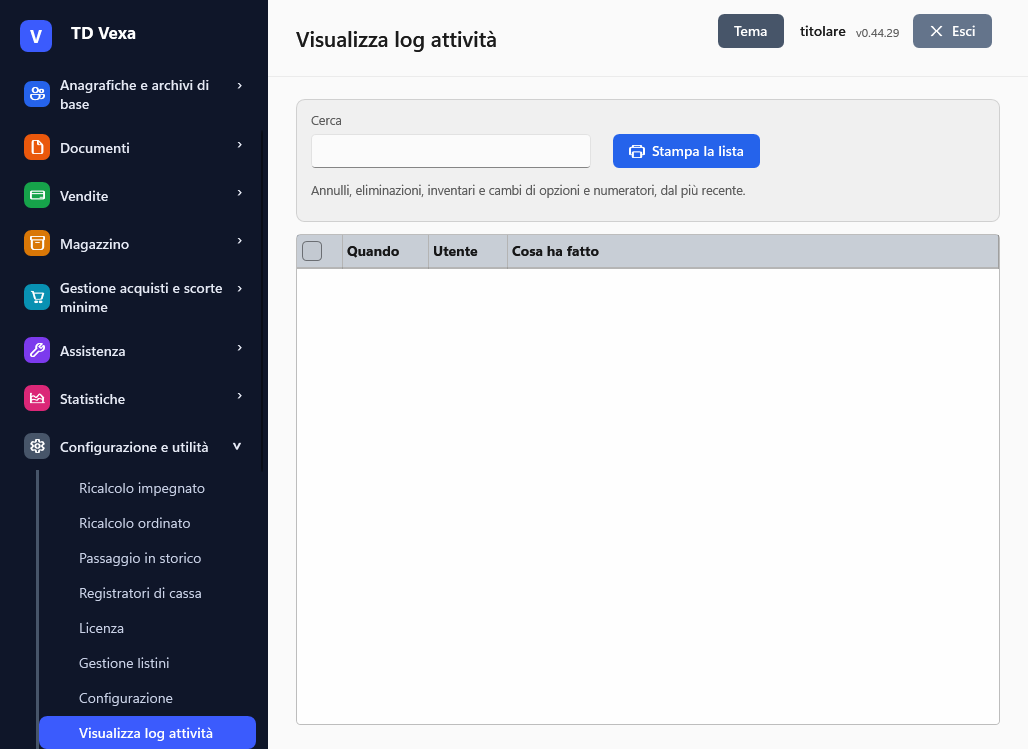 V
TD Vexa
Anagrafiche e archivi di
base
Documenti
Vendite
Magazzino
Gestione acquisti e scorte
minime
Assistenza
Statistiche
Configurazione e utilità
Ricalcolo impegnato
Ricalcolo ordinato
Passaggio in storico
Registratori di cassa
Licenza
Gestione listini
Configurazione
Visualizza log attività
Visualizza log attività
Tema
titolare
v0.44.29
Esci
Cerca
Stampa la lista
Annulli, eliminazioni, inventari e cambi di opzioni e numeratori, dal più recente.
Quando
Utente
Cosa ha fatto